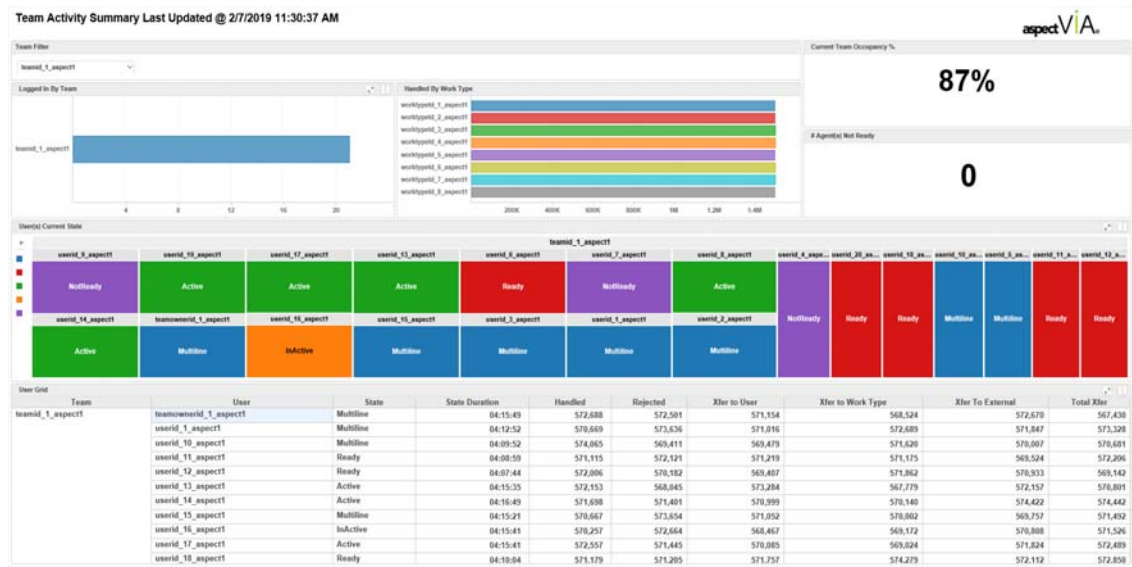 Team Activity Summary Last Updated @ 2/7/2019 11:30:37 AM
aspect VIA
Team Filter
teamid_1_aspect1
Current Team Occupancy %
87%
Logged In By Team
teamid_1_aspect1
4 8 12 16 20
Handled By Work Type
worktypeId_1_aspect1
worktypeId_2_aspect1
worktypeId_3_aspect1
worktypeId_4_aspect1
worktypeId_5_aspect1
worktypeId_6_aspect1
worktypeId_7_aspect1
worktypeId_8_aspect1
200K 400K 600K 800K 1M 1.2M 1.4M
# Agent(s) Not Ready
0
User(s) Current State
teamid_1_aspect1
userid_9_aspect1 userid_19_aspect1 userid_17_aspect1 userid_13_aspect1 userid_6_aspect1 userid_7_aspect1 userid_8_aspect1 userid_4_aspe... userid_20_as... userid_18_as... userid_10_as... userid_5_as... userid_11_a... userid_12_a...
NotReady Active Active Active Ready NotReady Active
userid_14_aspect1 teamownerid_1_aspect1 userid_16_aspect1 userid_15_aspect1 userid_3_aspect1 userid_1_aspect1 userid_2_aspect1
NotReady Ready Ready Multiline Multiline Ready Ready
Active Multiline InActive Multiline Multiline Multiline Multiline
User Grid
Team User State State Duration Handled Rejected Xfer to User Xfer to Work Type Xfer To External Total Xfer
teamid_1_aspect1 teamownerid_1_aspect1 Multiline 04:15:49 572,688 572,501 571,154 568,524 572,670 567,430
userid_1_aspect1 Multiline 04:12:52 570,669 573,636 571,016 572,689 571,847 573,328
userid_10_aspect1 Multiline 04:09:52 574,065 569,411 569,479 571,620 570,007 570,681
userid_11_aspect1 Ready 04:08:59 571,115 572,121 571,219 571,175 569,524 572,206
userid_12_aspect1 Ready 04:07:44 572,006 570,182 569,407 571,862 570,933 569,142
userid_13_aspect1 Active 04:15:35 572,153 568,045 573,284 567,779 572,157 570,801
userid_14_aspect1 Active 04:16:49 571,698 571,401 570,999 570,140 574,422 574,442
userid_15_aspect1 Multiline 04:15:21 570,667 573,654 571,052 570,002 569,757 571,492
userid_16_aspect1 InActive 04:15:41 570,257 572,664 568,467 569,172 570,808 571,526
userid_17_aspect1 Active 04:15:41 572,557 571,445 570,085 569,024 571,824 572,489
userid_18_aspect1 Ready 04:10:04 571,179 571,205 571,757 574,279 572,112 572,850